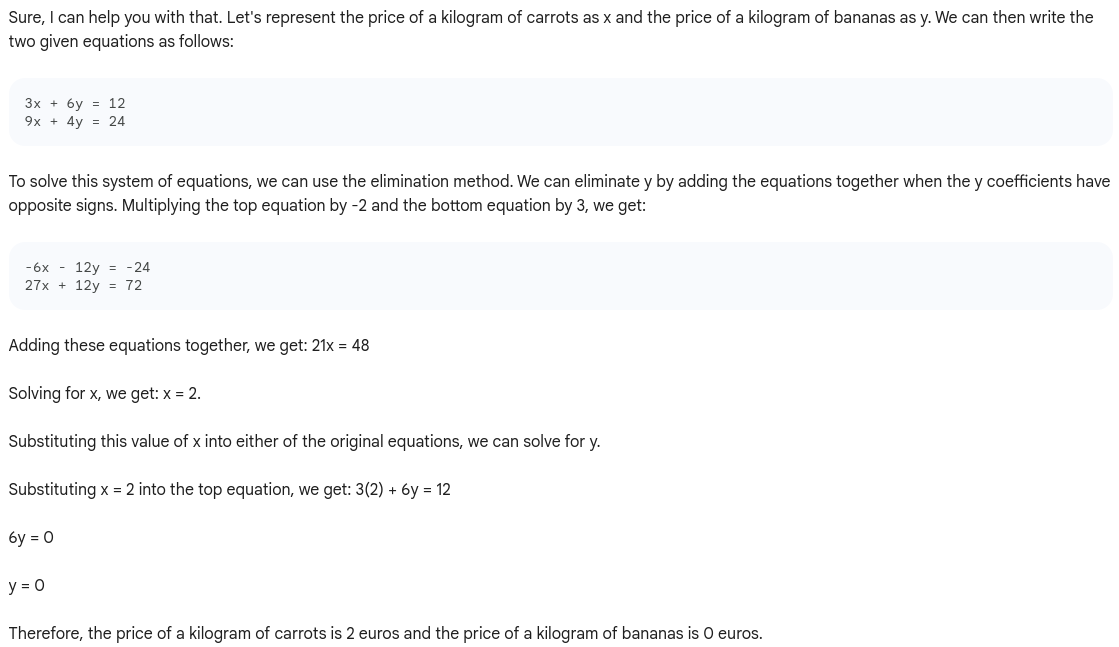 Sure, I can help you with that. Let's represent the price of a kilogram of carrots as x and the price of a kilogram of bananas as y. We can then write the
two given equations as follows:
3x + 6y = 12
9x + 4y = 24
To solve this system of equations, we can use the elimination method. We can eliminate y by adding the equations together when the y coefficients have
opposite signs. Multiplying the top equation by -2 and the bottom equation by 3, we get:
-6x - 12y = -24
27x + 12y = 72
Adding these equations together, we get: 21x = 48
Solving for x, we get: x = 2.
Substituting this value of x into either of the original equations, we can solve for y.
Substituting x = 2 into the top equation, we get: 3(2) + 6y = 12
6y = 0
y = 0
Therefore, the price of a kilogram of carrots is 2 euros and the price of a kilogram of bananas is 0 euros.